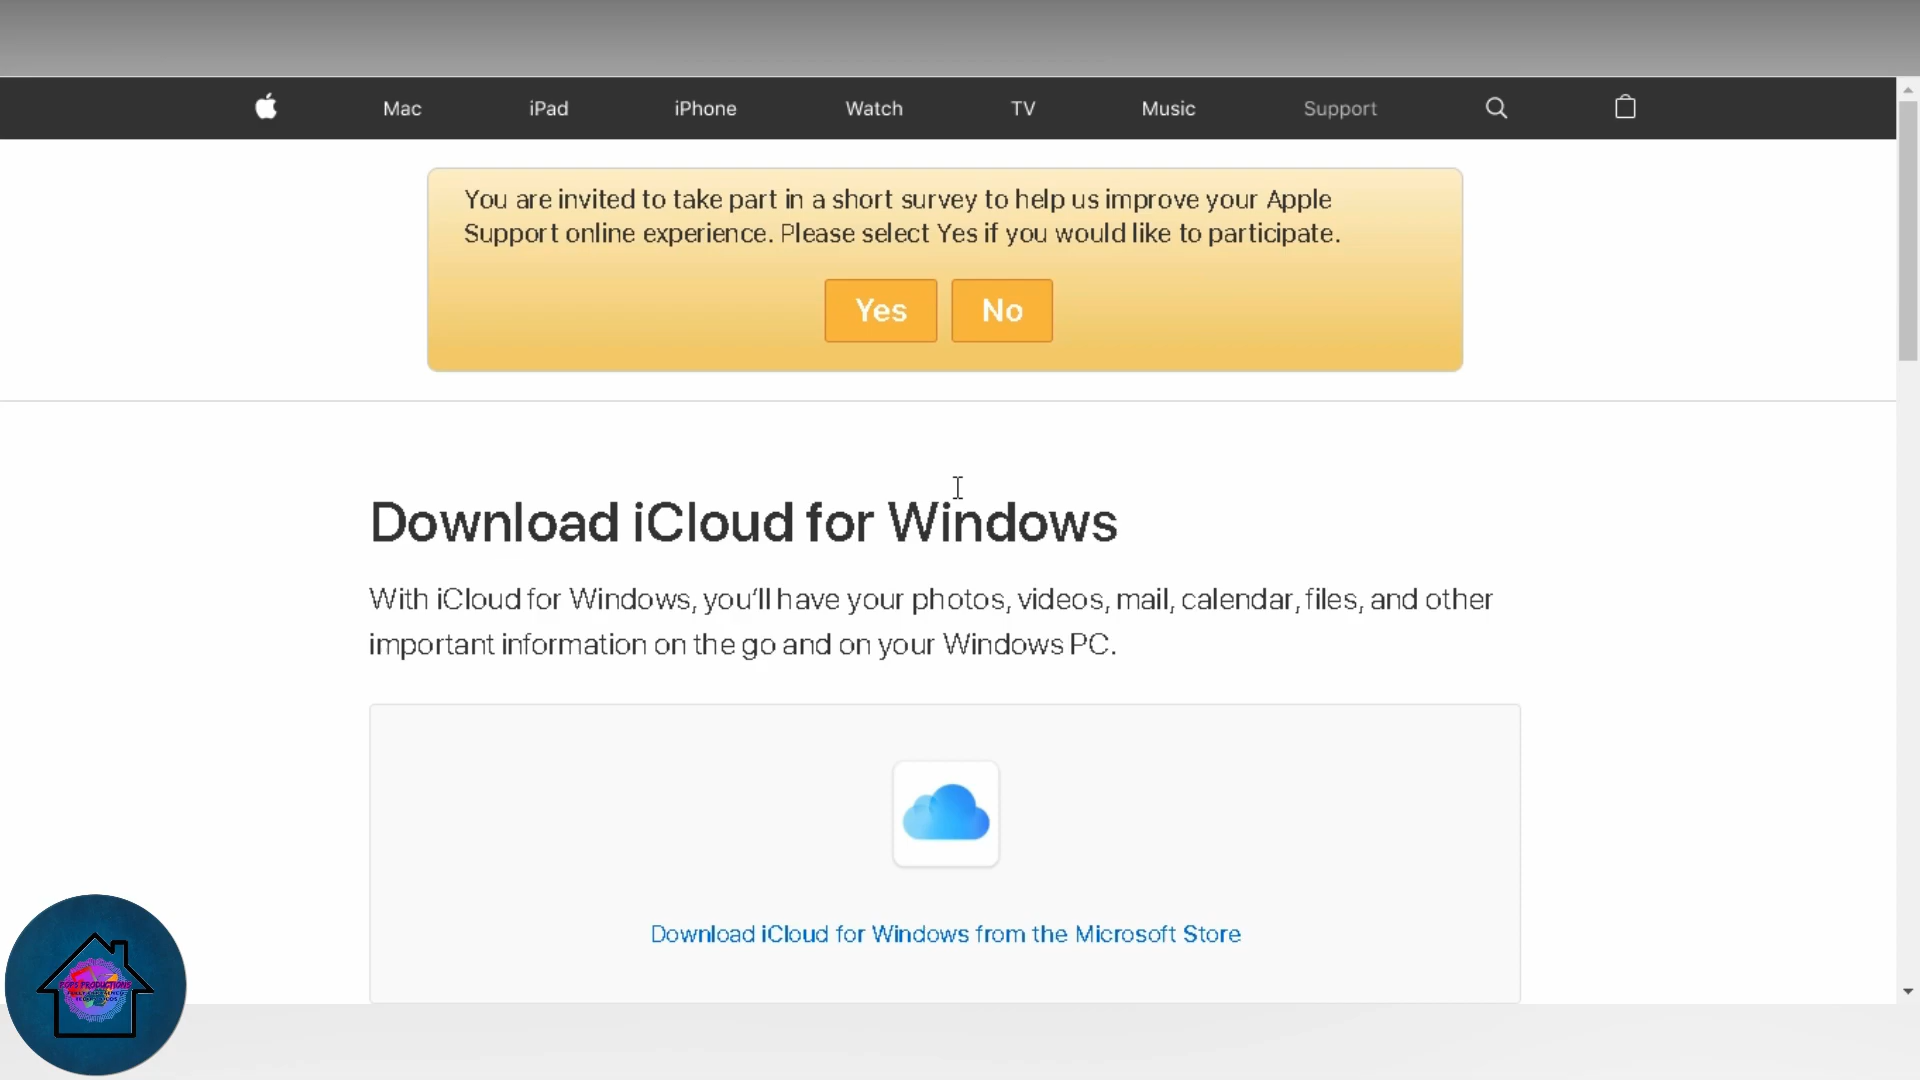 Mac iPad iPhone Watch TV Music Support
You are invited to take part in a short survey to help us improve your Apple
Support online experience. Please select Yes if you would like to participate.
Yes No
Download iCloud for Windows
With iCloud for Windows, you’ll have your photos, videos, mail, calendar, files, and other
important information on the go and on your Windows PC.
Download iCloud for Windows from the Microsoft Store
PRODUCTIONS